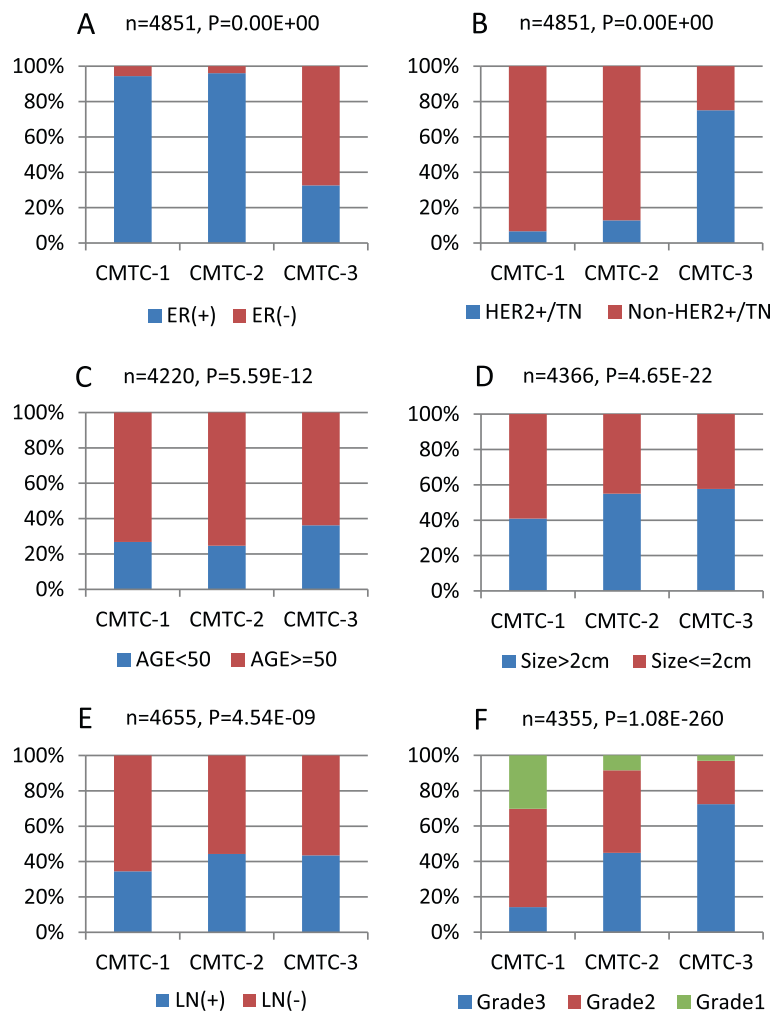 A n=4851, P=0.00E+00
100%
80%
60%
40%
20%
0%
CMTC-1 CMTC-2 CMTC-3
ER(+) ER(-)
B n=4851, P=0.00E+00
100%
80%
60%
40%
20%
0%
CMTC-1 CMTC-2 CMTC-3
HER2+/TN Non-HER2+/TN
C n=4220, P=5.59E-12
100%
80%
60%
40%
20%
0%
CMTC-1 CMTC-2 CMTC-3
AGE<50 AGE>=50
D n=4366, P=4.65E-22
100%
80%
60%
40%
20%
0%
CMTC-1 CMTC-2 CMTC-3
Size>2cm Size<=2cm
E n=4655, P=4.54E-09
100%
80%
60%
40%
20%
0%
CMTC-1 CMTC-2 CMTC-3
LN(+) LN(-)
F n=4355, P=1.08E-260
100%
80%
60%
40%
20%
0%
CMTC-1 CMTC-2 CMTC-3
Grade3 Grade2 Grade1